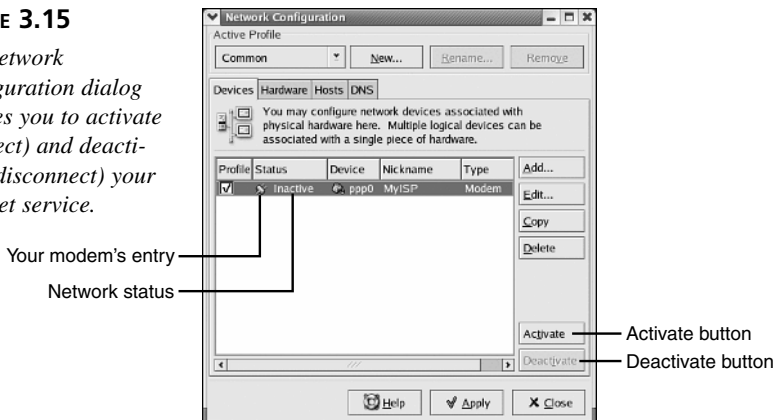 E 3.15
etwork
guration dialog
es you to activate
ect) and deacti-
disconnect) your
et service.
Your modem's entry
Network status
Network Configuration
Active Profile
Common
New...
Rename...
Remove
Devices Hardware Hosts DNS
You may configure network devices associated with
physical hardware here. Multiple logical devices can be
associated with a single piece of hardware.
Profile Status Device Nickname Type
Inactive ppp0 MyISP Modem
Add...
Edit...
Copy
Delete
Activate
Deactivate
Help
Apply
Close
Activate button
Deactivate button